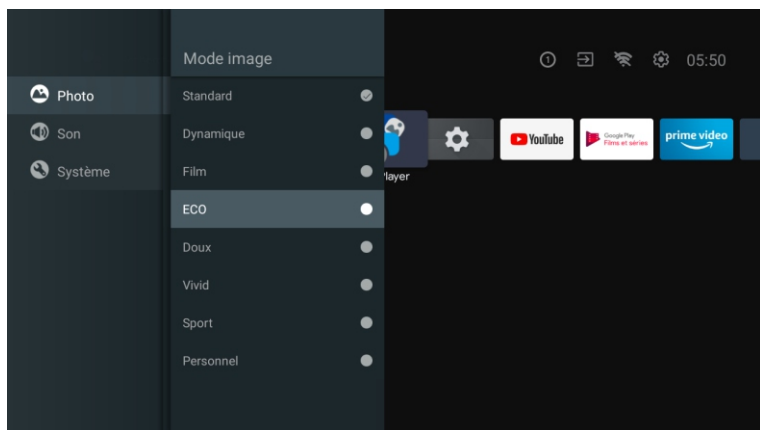 Mode image
Photo
Son
Système
Standard
Dynamique
Film
ECO
Doux
Vivid
Sport
Personnel
1
05:50
YouTube
Google Play
Films et séries
prime video
Player